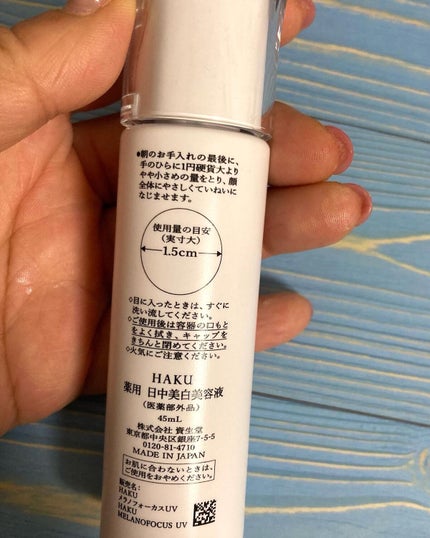 ●朝のお手入れの最後に、
手のひらに1円硬貨大より
やや小さめの量をとり、顔
全体にやさしくていねいに
なじませます。
使用量の目安
(実寸大)
1.5cm
◇目に入ったときは、すぐに
洗い流してください。
◇ご使用後は容器の口もと
をよく拭き、キャップを
きちんと閉めてください。
◇火気にご注意ください。
HAKU
薬用 日中美白美容液
(医薬部外品)
45mL
株式会社 資生堂
東京都中央区銀座7-5-5
0120-81-4710
MADE IN JAPAN
お肌に合わないときは、
ご使用をおやめください。
販売名:
HAKU
メラノフォーカスUV
HAKU
MELANOFOCUS UV